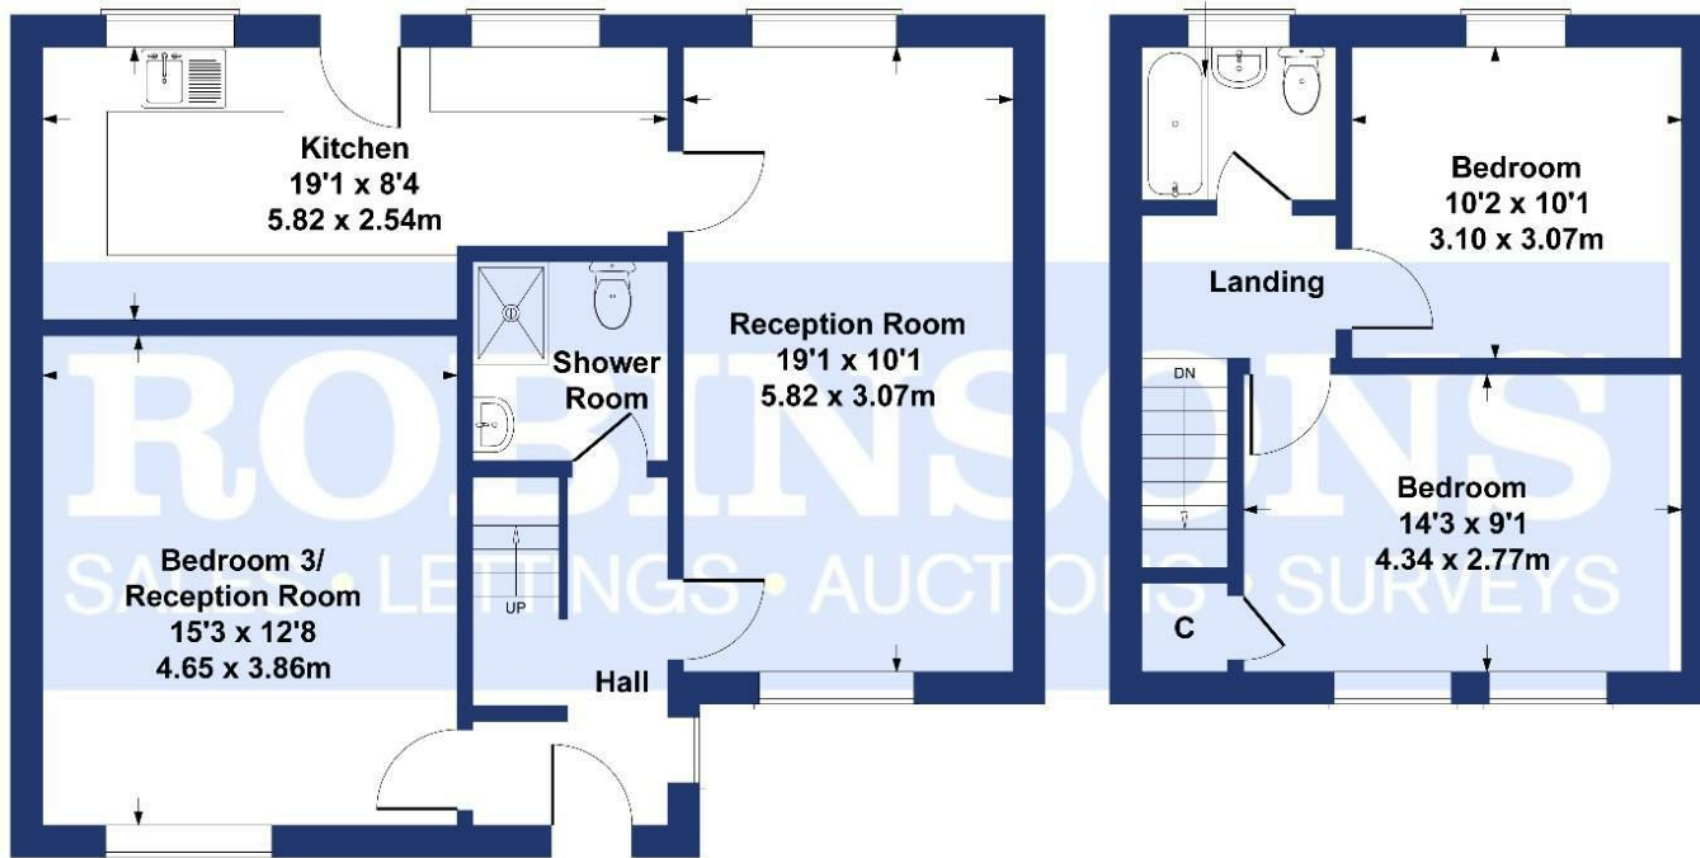 Kitchen
19'1 x 8'4
5.82 x 2.54m
Reception Room
19'1 x 10'1
5.82 x 3.07m
Shower
Room
Bedroom 3/
Reception Room
15'3 x 12'8
4.65 x 3.86m
UP
Hall
Bedroom
10'2 x 10'1
3.10 x 3.07m
Landing
DN
Bedroom
14'3 x 9'1
4.34 x 2.77m
C
ROBINSONS
SALES • LETTINGS • AUCTIONS • SURVEYS